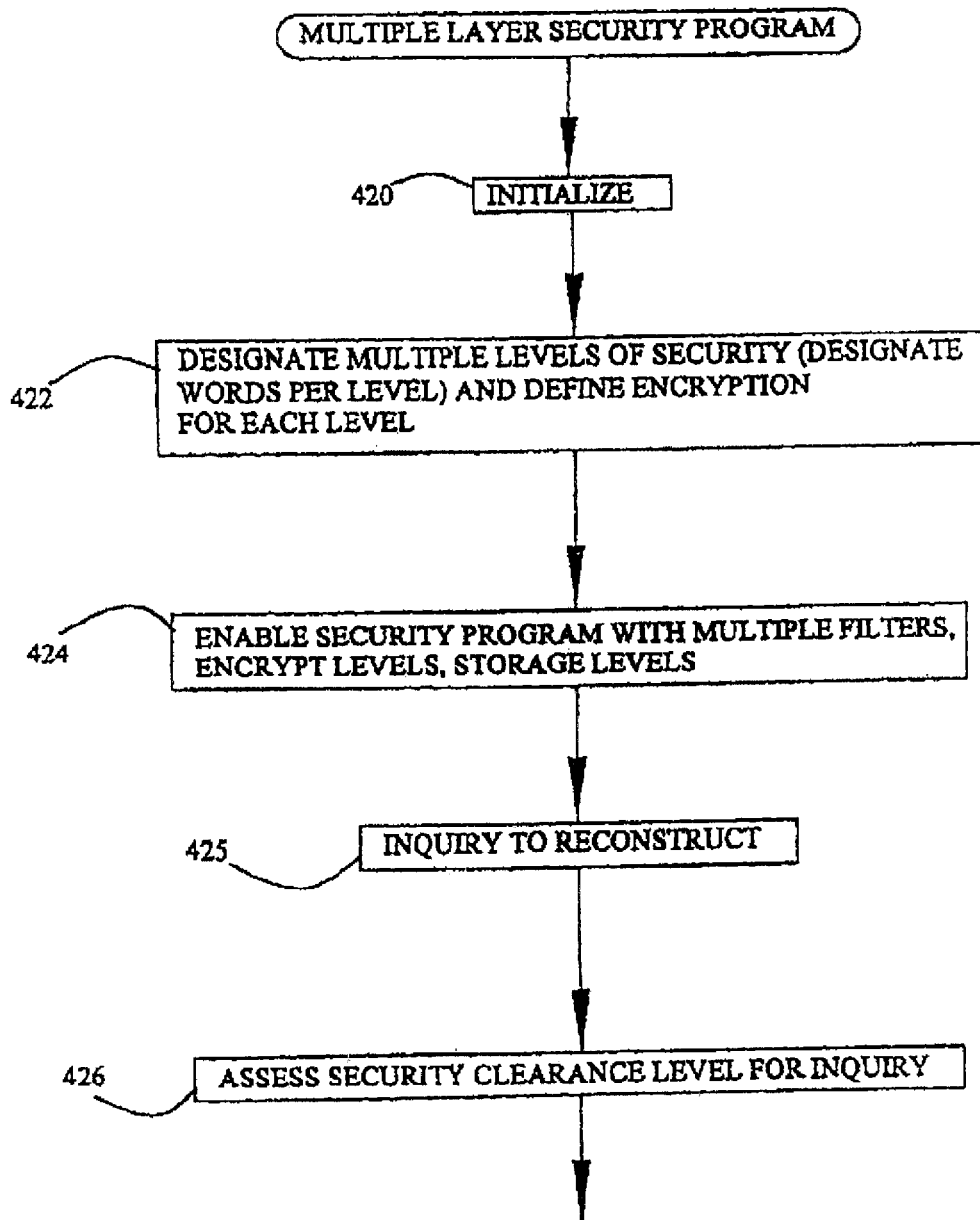 MULTIPLE LAYER SECURITY PROGRAM
420
INITIALIZE
422
DESIGNATE MULTIPLE LEVELS OF SECURITY (DESIGNATE
WORDS PER LEVEL) AND DEFINE ENCRYPTION
FOR EACH LEVEL
424
ENABLE SECURITY PROGRAM WITH MULTIPLE FILTERS,
ENCRYPT LEVELS, STORAGE LEVELS
425
INQUIRY TO RECONSTRUCT
426
ASSESS SECURITY CLEARANCE LEVEL FOR INQUIRY